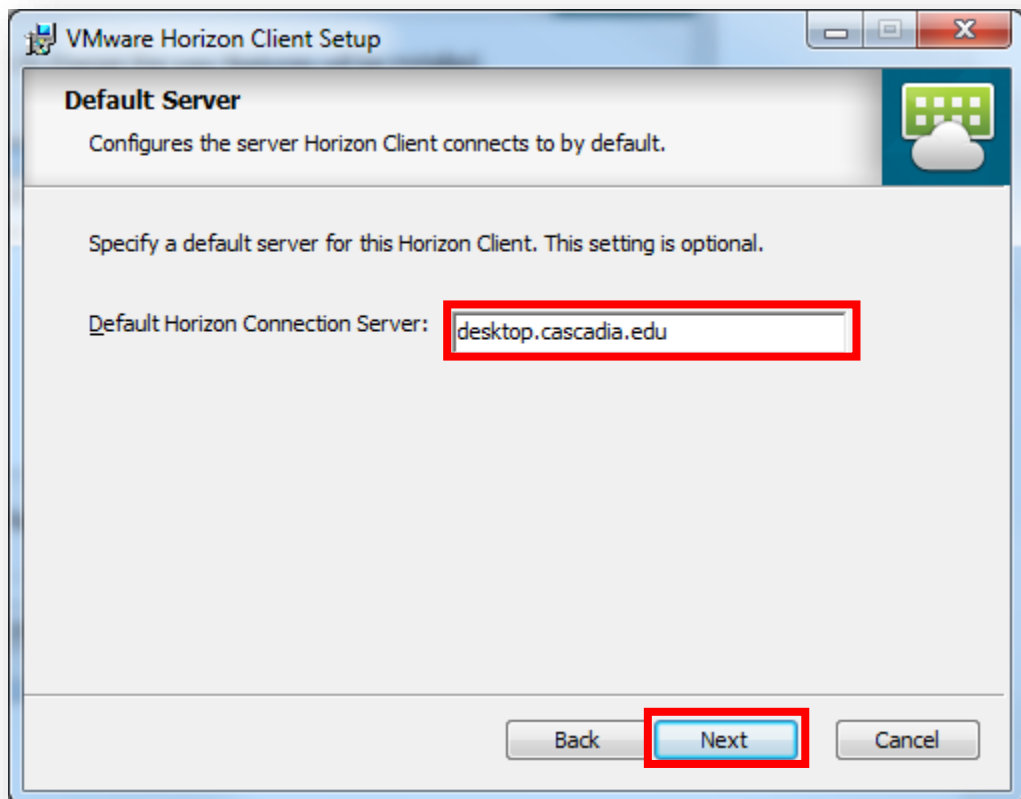 VMware Horizon Client Setup
Default Server
Configures the server Horizon Client connects to by default.
Specify a default server for this Horizon Client. This setting is optional.
Default Horizon Connection Server: desktop.cascadia.edu
Back Next Cancel